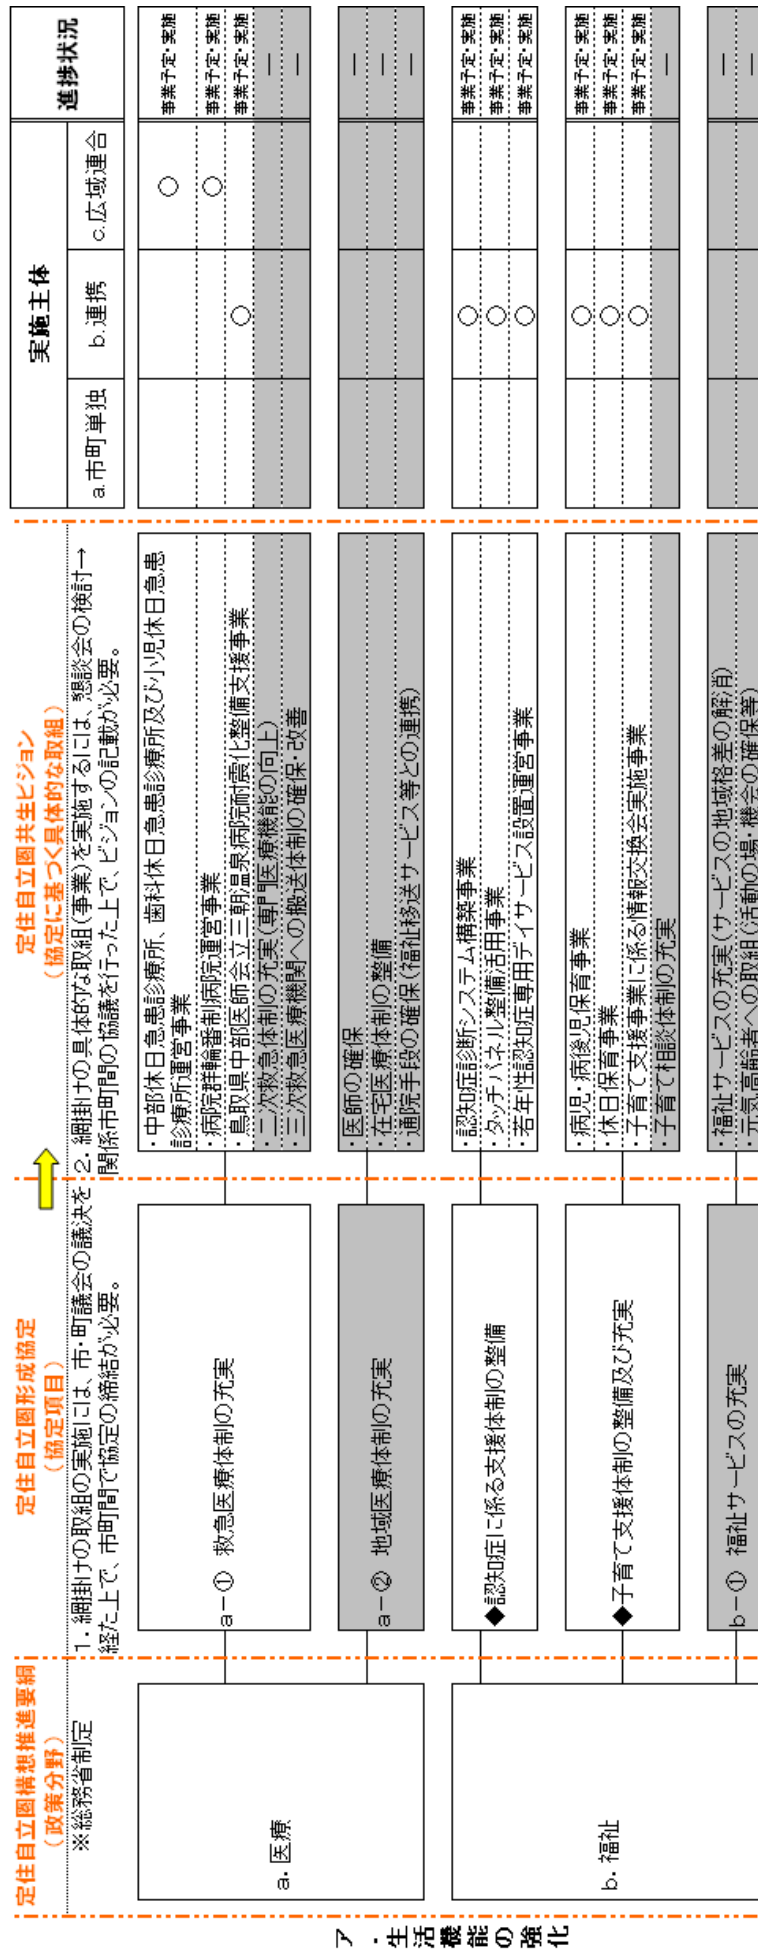 ア．生活機能の強化
定住自立圏構想推進要綱
（政策分野）
※総務省制定
定住自立圏形成協定
（協定項目）
1．網掛けの取組の実施には、市・町議会の議決を
経た上で、市町間で協定の締結が必要。
定住自立圏共生ビジョン
（協定に基づく具体的な取組）
2．網掛けの具体的な取組（事業）を実施するには、懇談会の検討→
関係市町間の協議を行った上で、ビジョンの記載が必要。
実施主体
a.市町単独
b.連携
c.広域連合
進捗状況
a．医療
a－① 救急医療体制の充実
・中部休日急患診療所、歯科休日急患診療所及び小児休日急患
診療所運営事業
○
事業予定・実施
・病院群輪番制病院運営事業
○
事業予定・実施
・鳥取県中部医師会立三朝温泉病院耐震化整備支援事業
○
事業予定・実施
・二次救急体制の充実（専門医療機能の向上）
―
・三次救急医療機関への搬送体制の確保・改善
―
a－② 地域医療体制の充実
・医師の確保
―
・在宅医療体制の整備
―
・通院手段の確保（福祉移送サービス等との連携）
―
b．福祉
◆認知症に係る支援体制の整備
・認知症診断システム構築事業
○
事業予定・実施
・タッチパネル整備活用事業
○
事業予定・実施
・若年性認知症専用デイサービス設置運営事業
○
事業予定・実施
◆子育て支援体制の整備及び充実
・病児・病後児保育事業
○
事業予定・実施
・休日保育事業
○
事業予定・実施
・子育て支援事業に係る情報交換会実施事業
○
事業予定・実施
・子育て相談体制の充実
―
b－① 福祉サービスの充実
・福祉サービスの充実（サービスの地域格差の解消）
―
・元気高齢者への取組（活動の場・機会の確保等）
―